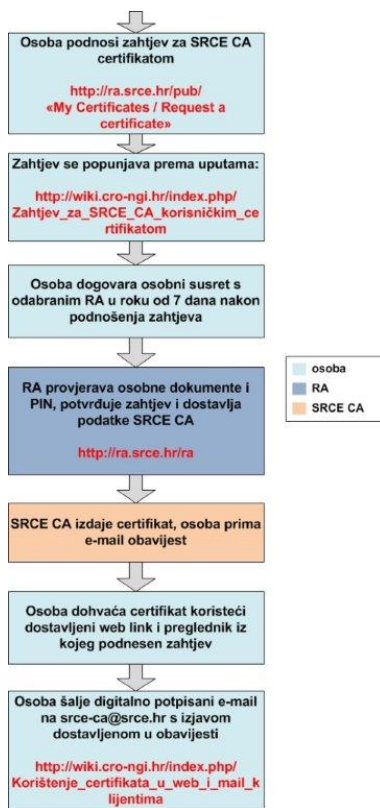 Osoba podnosi zahtjev za SRCE CA
certifikatom
http://ra.srce.hr/pub/
«My Certificates / Request a
certificate»
Zahtjev se popunjava prema uputama:
http://wiki.cro-ngi.hr/index.php/
Zahtjev_za_SRCE_CA_korisničkim_ce
rtifikatom
Osoba dogovara osobni susret s
odabranim RA u roku od 7 dana nakon
podnošenja zahtjeva
RA provjerava osobne dokumente i
PIN, potvrđuje zahtjev i dostavlja
podatke SRCE CA
http://ra.srce.hr/ra
osoba
RA
SRCE CA
SRCE CA izdaje certifikat, osoba prima
e-mail obavijest
Osoba dohvaća certifikat koristeći
dostavljeni web link i preglednik iz
kojeg podnesen zahtjev
Osoba šalje digitalno potpisani e-mail
na srce-ca@srce.hr s izjavom
dostavljenom u obavijesti
http://wiki.cro-ngi.hr/index.php/
Korištenje_certifikata_u_web_i_mail_k
lijentima